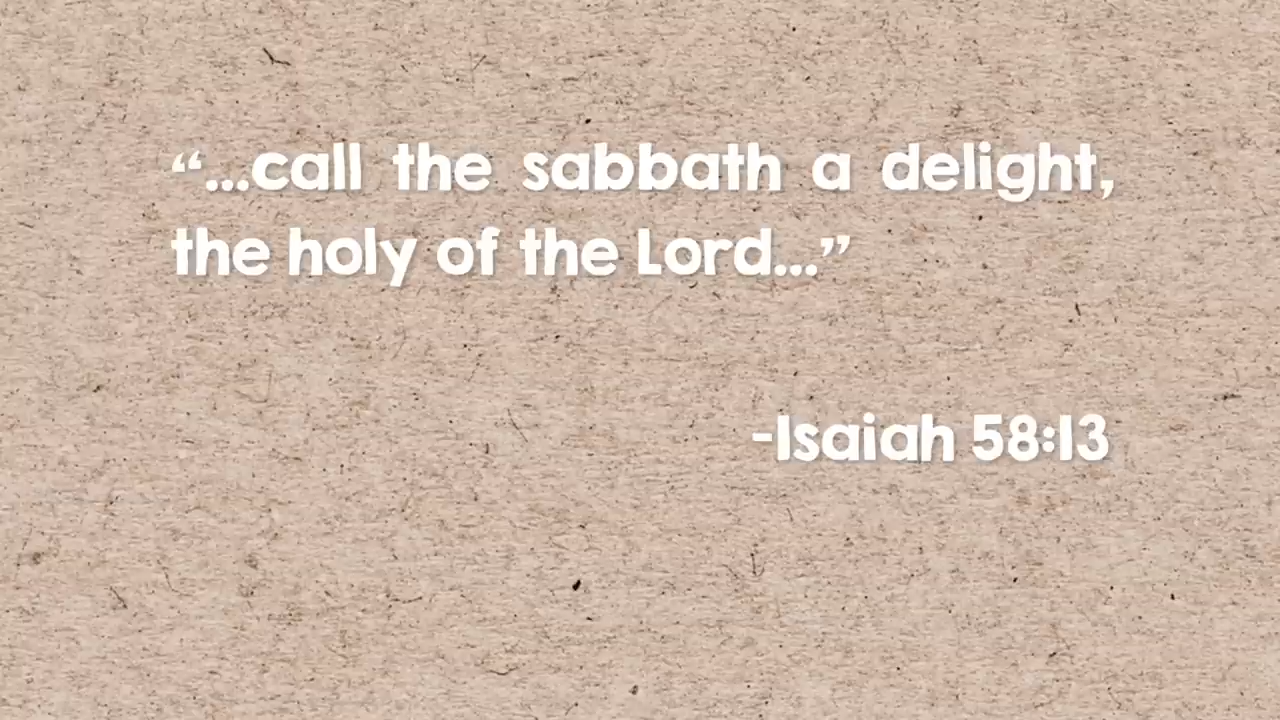 “...call the sabbath a delight,
the holy of the Lord...”
-Isaiah 58:13